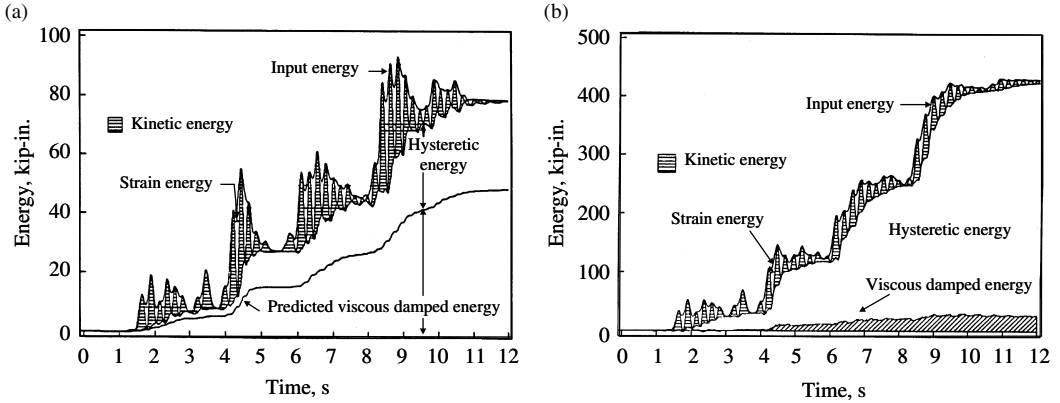 (a)
Energy, kip-in.
100
80
60
40
20
0
Input energy
Kinetic energy
Hysteretic
energy
Strain energy
Predicted viscous damped energy
0 1 2 3 4 5 6 7 8 9 10 11 12
Time, s
(b)
Energy, kip-in.
500
400
300
200
100
0
Input energy
Kinetic energy
Strain energy
Hysteretic energy
Viscous damped energy
0 1 2 3 4 5 6 7 8 9 10 11 12
Time, s